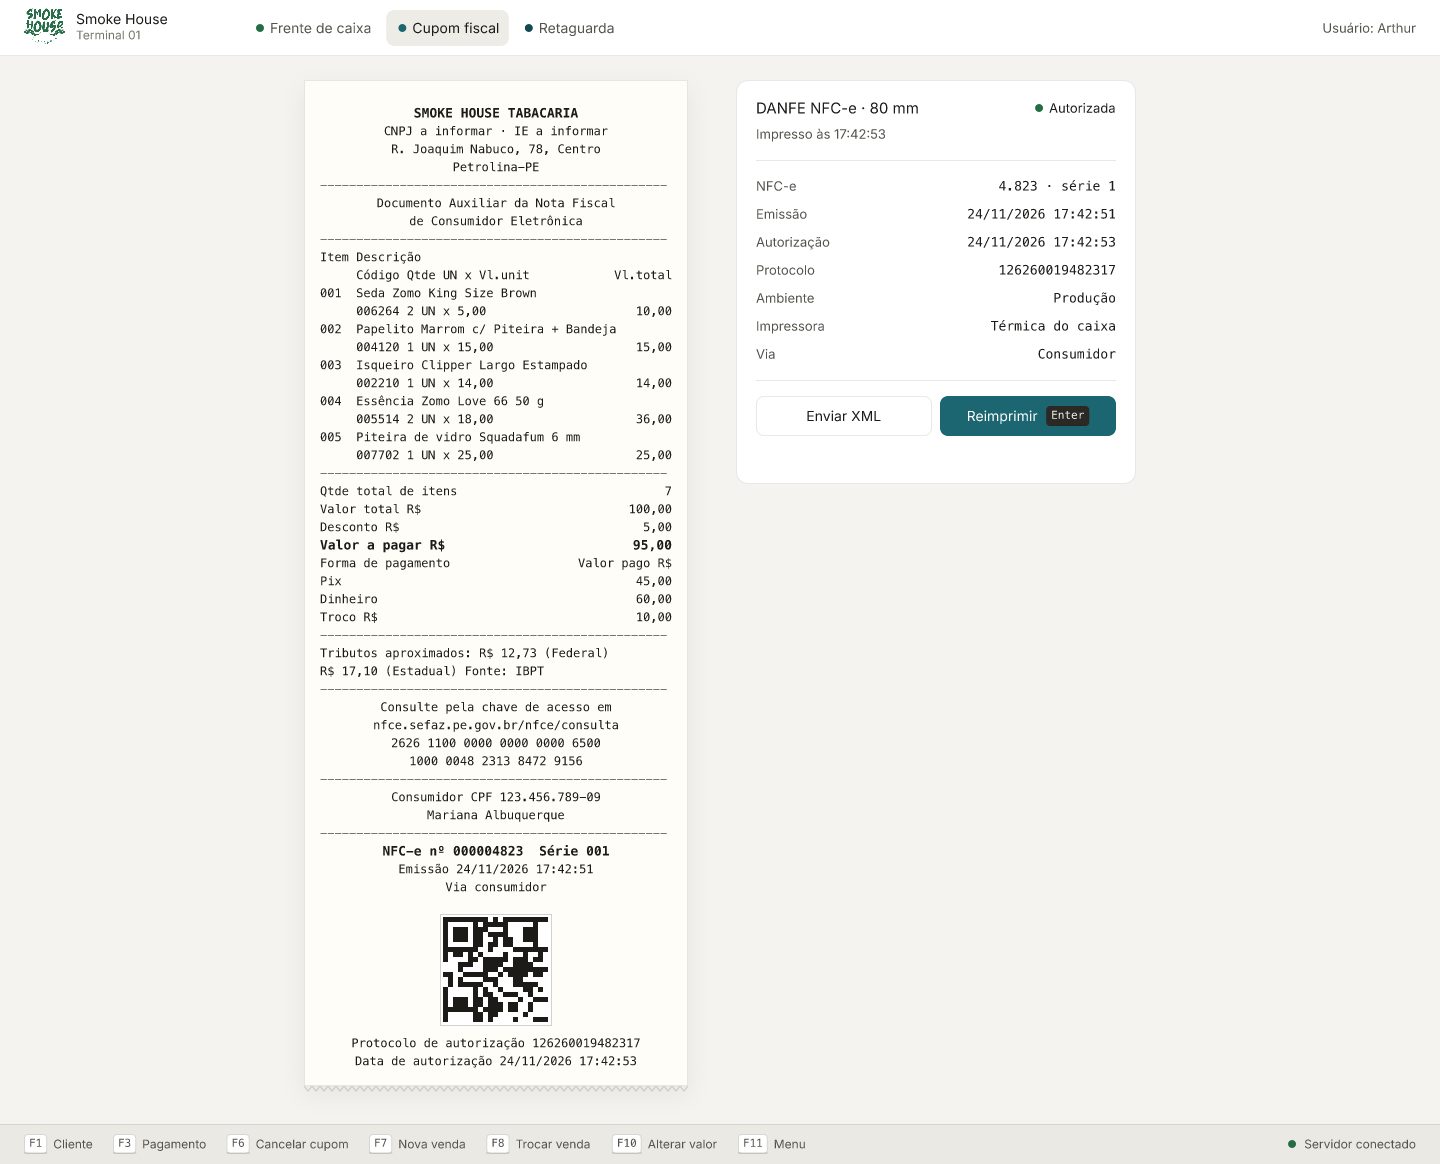 SMOKE HOUSE
Smoke House
Terminal 01
Frente de caixa
Cupom fiscal
Retaguarda
Usuário: Arthur
SMOKE HOUSE TABACARIA
CNPJ a informar · IE a informar
R. Joaquim Nabuco, 78, Centro
Petrolina-PE
Documento Auxiliar da Nota Fiscal
de Consumidor Eletrônica
Item Descrição
Código Qtde UN x Vl.unit Vl.total
001 Seda Zomo King Size Brown
006264 2 UN x 5,00 10,00
002 Papelito Marrom c/ Piteira + Bandeja
004120 1 UN x 15,00 15,00
003 Isqueiro Clipper Largo Estampado
002210 1 UN x 14,00 14,00
004 Essência Zomo Love 66 50 g
005514 2 UN x 18,00 36,00
005 Piteira de vidro Squadafum 6 mm
007702 1 UN x 25,00 25,00
Qtde total de itens 7
Valor total R$ 100,00
Desconto R$ 5,00
Valor a pagar R$ 95,00
Forma de pagamento Valor pago R$
Pix 45,00
Dinheiro 60,00
Troco R$ 10,00
Tributos aproximados: R$ 12,73 (Federal)
R$ 17,10 (Estadual) Fonte: IBPT
Consulte pela chave de acesso em
nfce.sefaz.pe.gov.br/nfce/consulta
2626 1100 0000 0000 0000 6500
1000 0048 2313 8472 9156
Consumidor CPF 123.456.789-09
Mariana Albuquerque
NFC-e nº 000004823 Série 001
Emissão 24/11/2026 17:42:51
Via consumidor
Protocolo de autorização 126260019482317
Data de autorização 24/11/2026 17:42:53
DANFE NFC-e · 80 mm
Autorizada
Impresso às 17:42:53
NFC-e 4.823 · série 1
Emissão 24/11/2026 17:42:51
Autorização 24/11/2026 17:42:53
Protocolo 126260019482317
Ambiente Produção
Impressora Térmica do caixa
Via Consumidor
Enviar XML
Reimprimir Enter
F1 Cliente
F3 Pagamento
F6 Cancelar cupom
F7 Nova venda
F8 Trocar venda
F10 Alterar valor
F11 Menu
Servidor conectado